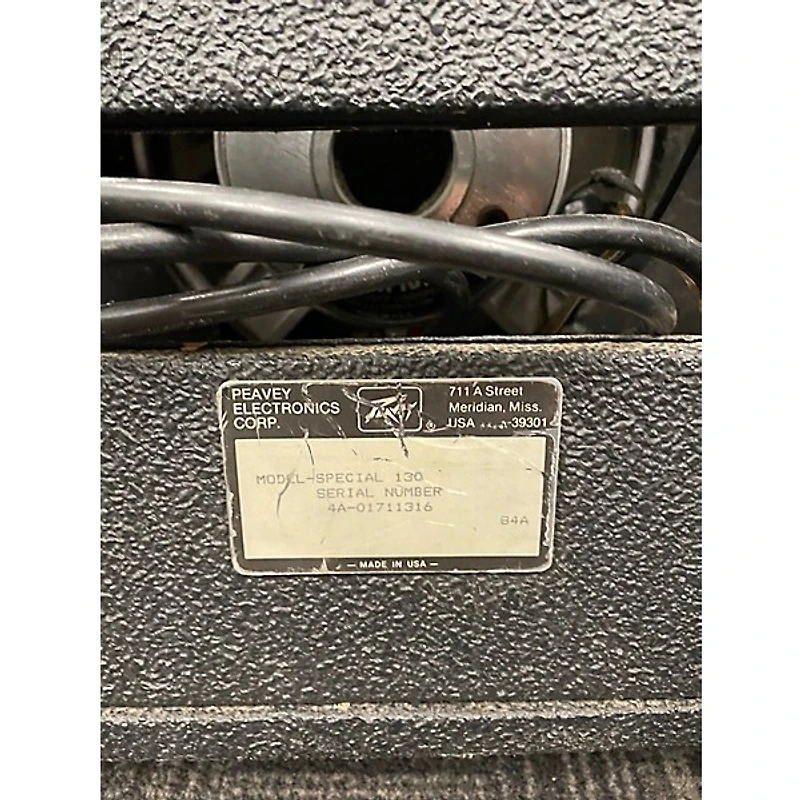 PEAVEY
ELECTRONICS
CORP.
711 A Street
Meridian, Miss.
USA 39301
MODEL-SPECIAL 130
SERIAL NUMBER
4A-01711316
84A
— MADE IN USA —